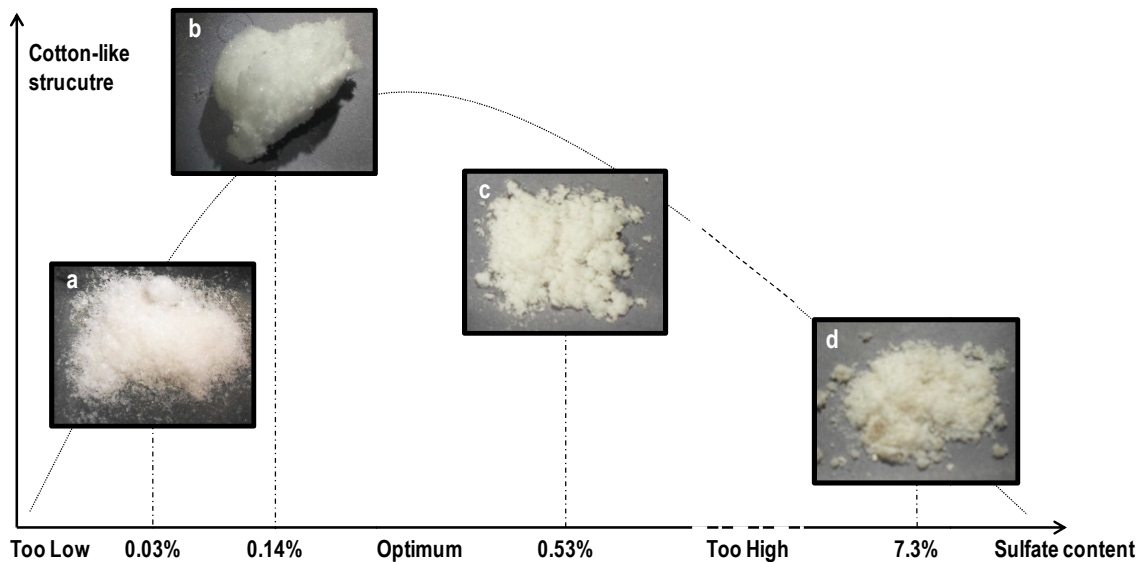 Cotton-like
strucutre
b
c
a
d
Too Low 0.03% 0.14% Optimum 0.53% Too High 7.3% Sulfate content